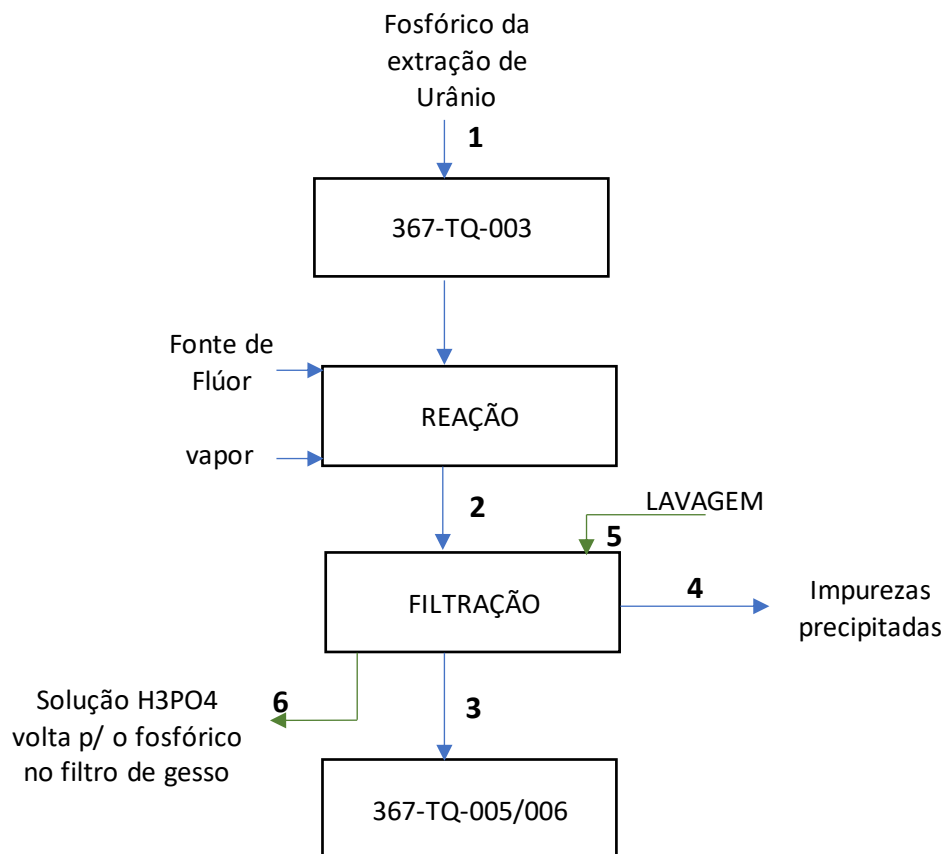 Fosfórico da
extração de
Urânio
1
367-TQ-003
Fonte de
Flúor
REAÇÃO
vapor
2
LAVAGEM
5
FILTRAÇÃO
4
Impurezas
precipitadas
Solução H3PO4
volta p/ o fosfórico
no filtro de gesso
6
3
367-TQ-005/006